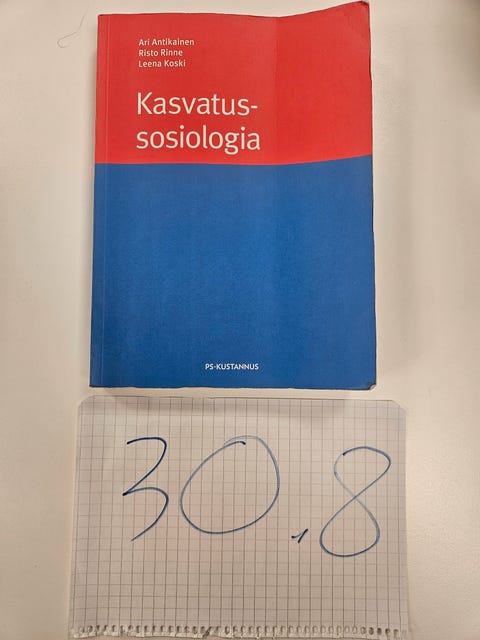 Ari Antikainen
Risto Rinne
Leena Koski
Kasvatus-
sosiologia
PS-KUSTANNUS
30.8